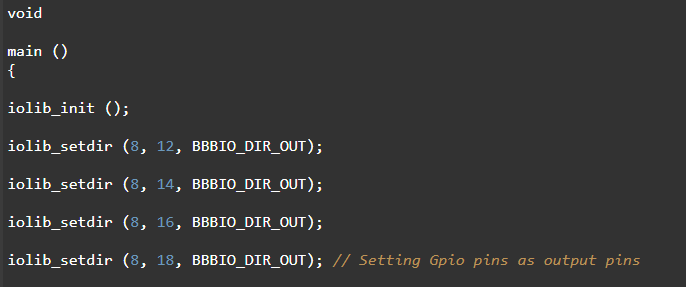 void
main ()
{
iolib_init ();
iolib_setdir (8, 12, BBBIO_DIR_OUT);
iolib_setdir (8, 14, BBBIO_DIR_OUT);
iolib_setdir (8, 16, BBBIO_DIR_OUT);
iolib_setdir (8, 18, BBBIO_DIR_OUT); // Setting Gpio pins as output pins